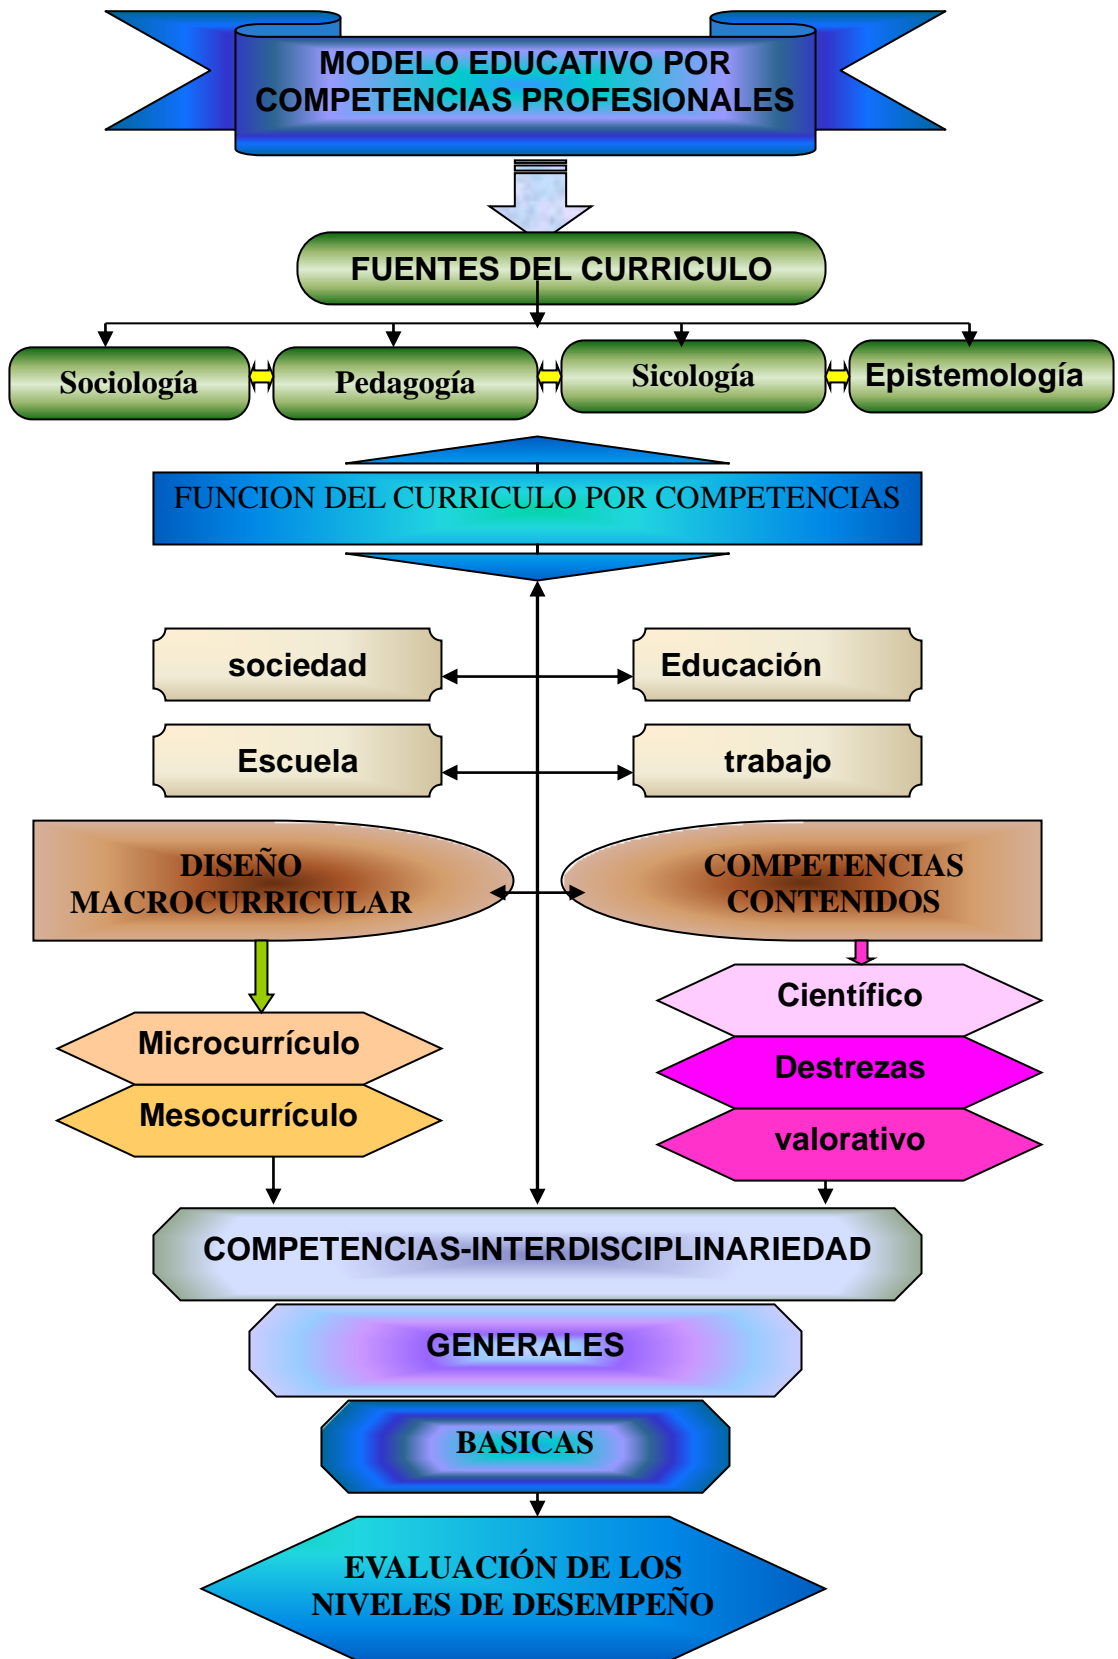 MODELO EDUCATIVO POR
COMPETENCIAS PROFESIONALES
FUENTES DEL CURRICULO
Sociología
Pedagogía
Sicología
Epistemología
FUNCION DEL CURRICULO POR COMPETENCIAS
sociedad
Educación
Escuela
trabajo
DISEÑO
MACROCURRICULAR
COMPETENCIAS
CONTENIDOS
Microcurrículo
Mesocurrículo
Científico
Destrezas
valorativo
COMPETENCIAS-INTERDISCIPLINARIEDAD
GENERALES
BASICAS
EVALUACIÓN DE LOS
NIVELES DE DESEMPEÑO